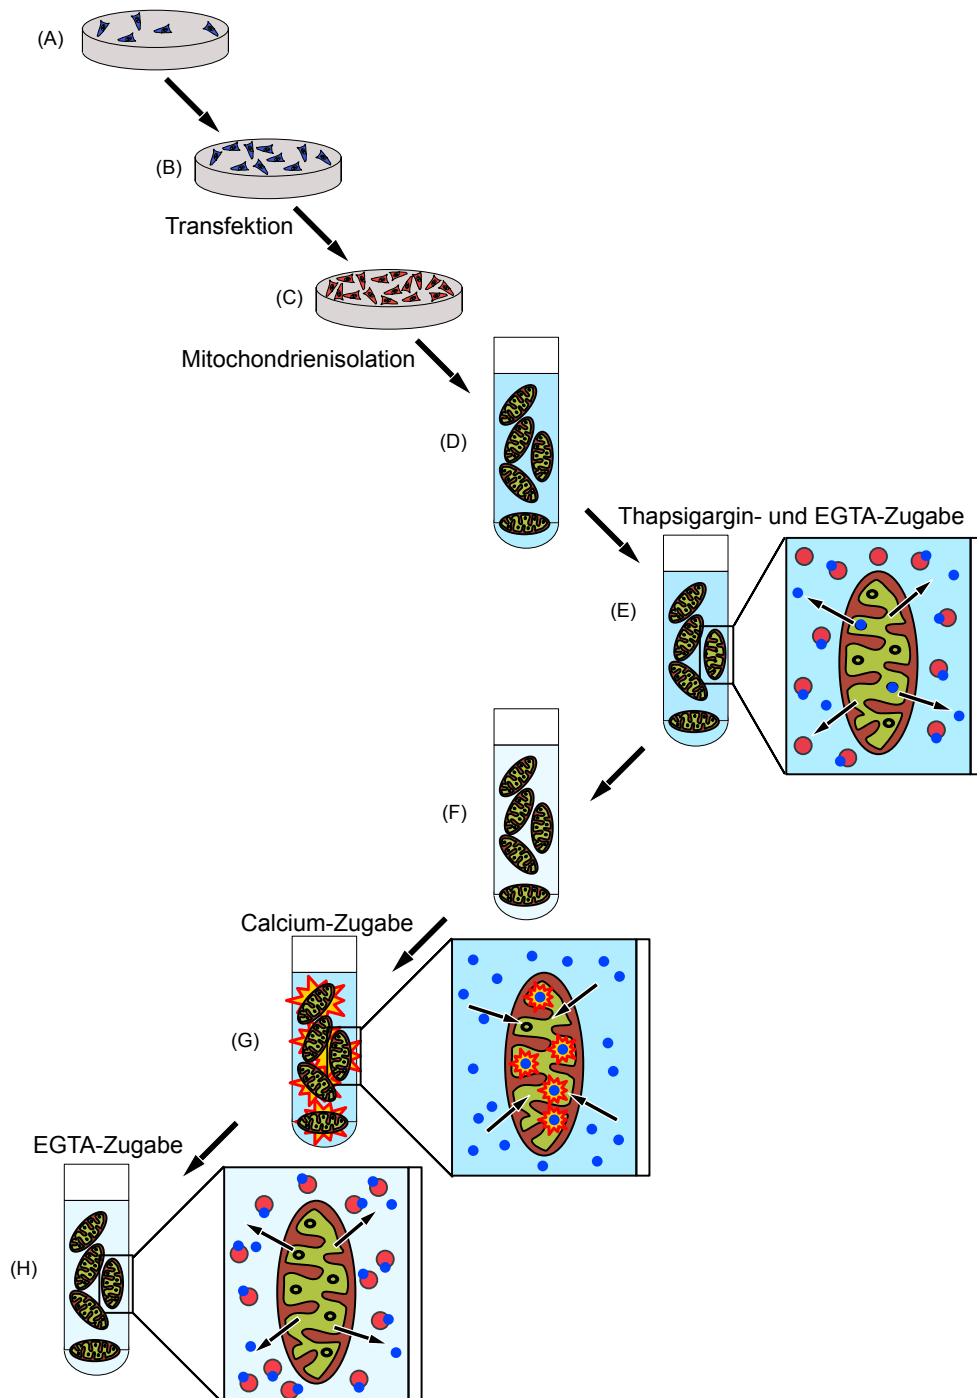 (A)
(B)
Transfektion
(C)
Mitochondrienisolation
(D)
Thapsigargin- und EGTA-Zugabe
(E)
(F)
Calcium-Zugabe
(G)
EGTA-Zugabe
(H)